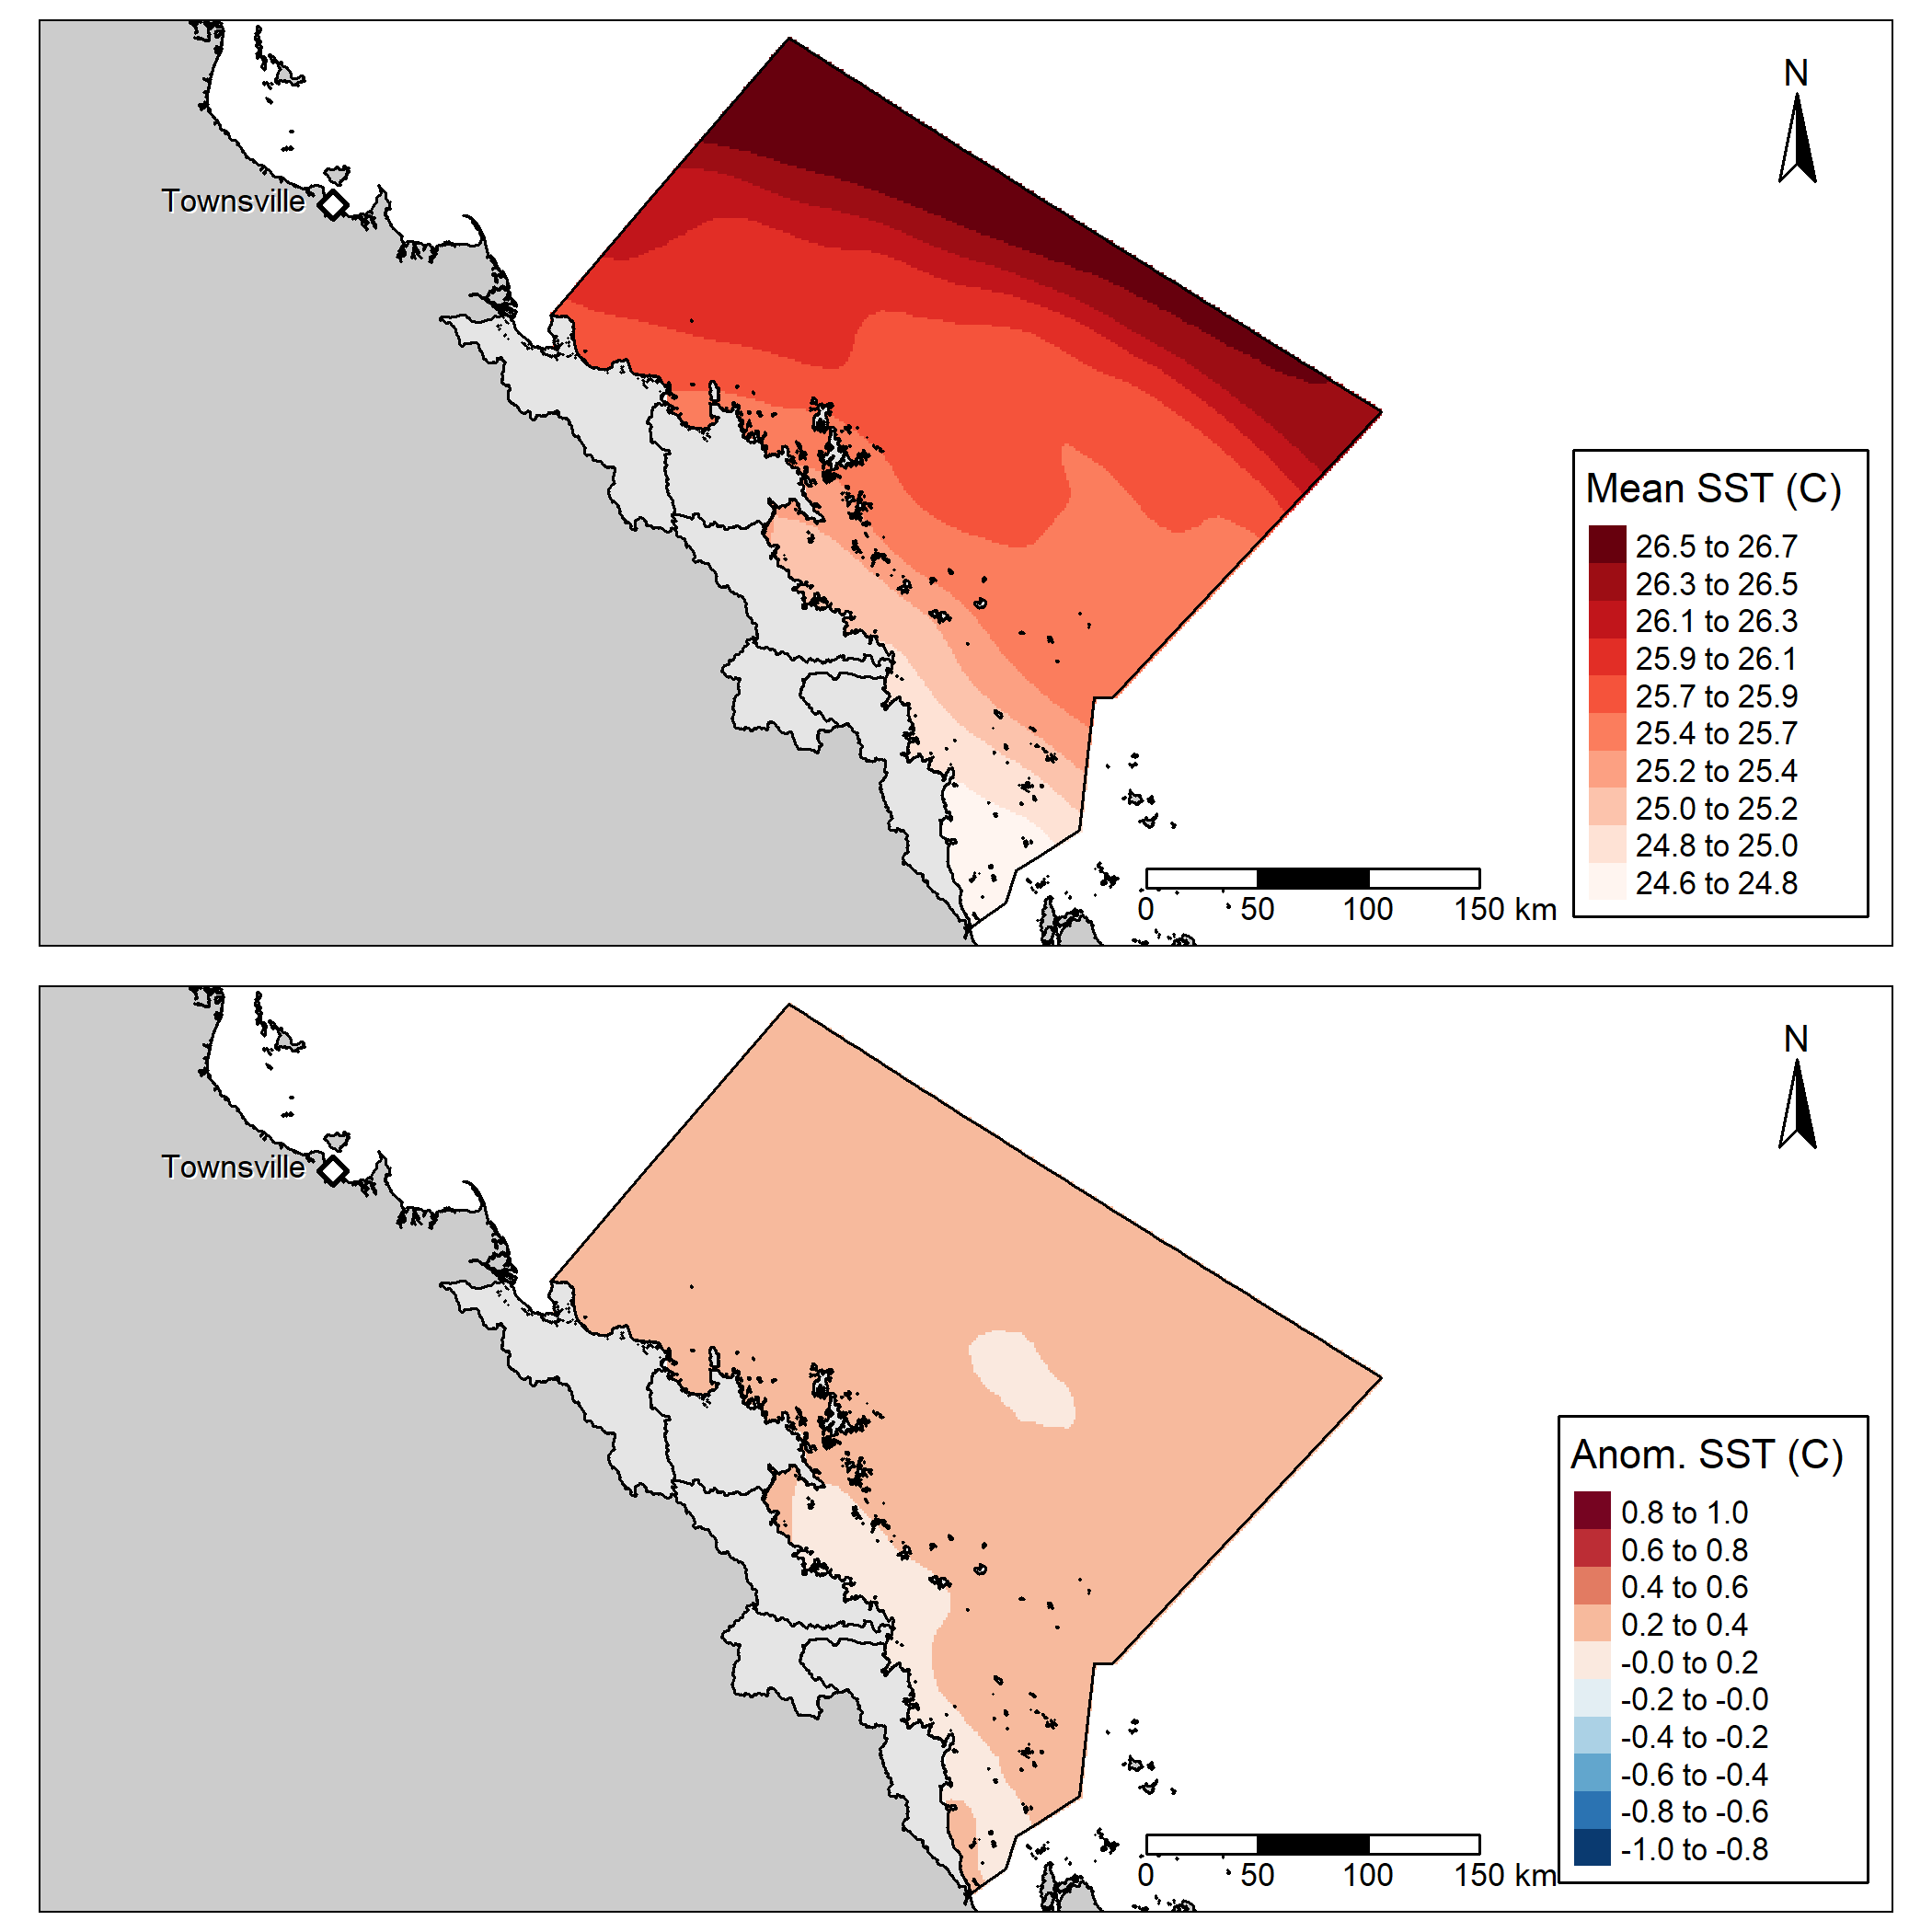 N
Townsville
Mean SST (C)
26.5 to 26.7
26.3 to 26.5
26.1 to 26.3
25.9 to 26.1
25.7 to 25.9
25.4 to 25.7
25.2 to 25.4
25.0 to 25.2
24.8 to 25.0
24.6 to 24.8
0 50 100 150 km
N
Townsville
Anom. SST (C)
0.8 to 1.0
0.6 to 0.8
0.4 to 0.6
0.2 to 0.4
-0.0 to 0.2
-0.2 to -0.0
-0.4 to -0.2
-0.6 to -0.4
-0.8 to -0.6
-1.0 to -0.8
0 50 100 150 km